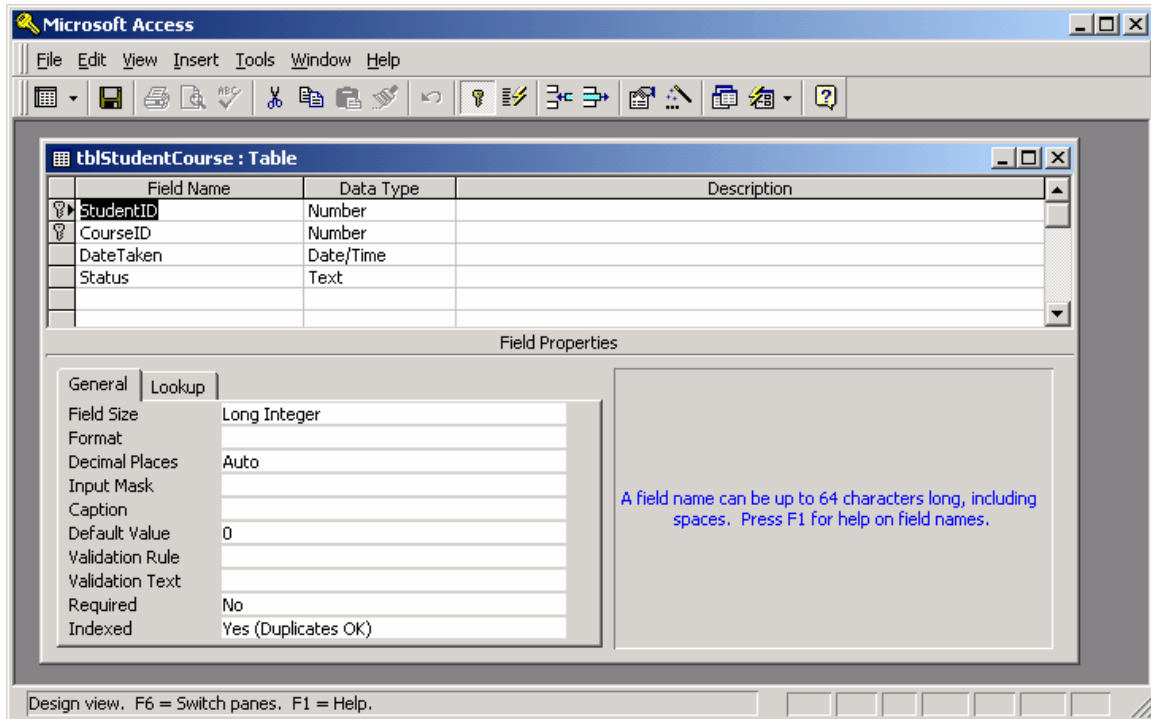 Microsoft Access
File Edit View Insert Tools Window Help
ABC
tblStudentCourse : Table
Field Name Data Type Description
StudentID Number
CourseID Number
DateTaken Date/Time
Status Text
Field Properties
General Lookup
Field Size Long Integer
Format
Decimal Places Auto
Input Mask
Caption
Default Value 0
Validation Rule
Validation Text
Required No
Indexed Yes (Duplicates OK)
A field name can be up to 64 characters long, including
spaces. Press F1 for help on field names.
Design view. F6 = Switch panes. F1 = Help.